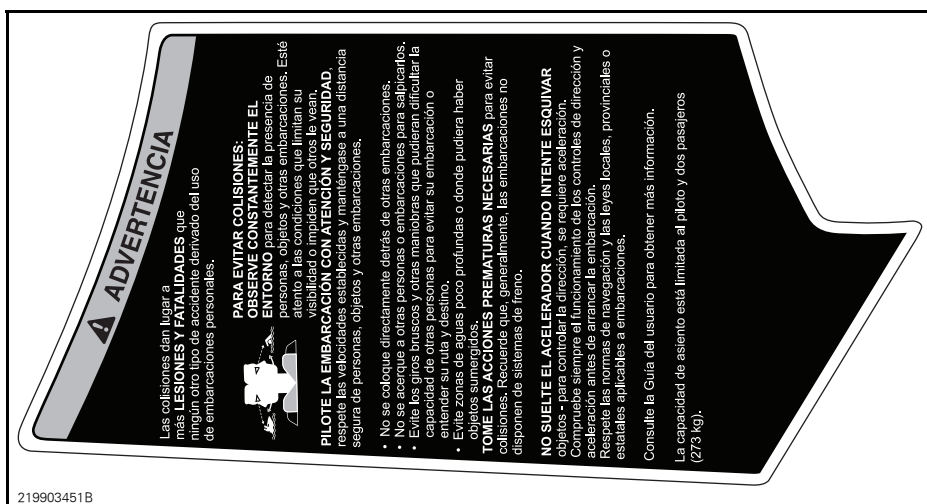 ADVERTENCIA
Las colisiones dan lugar a
más LESIONES Y FATALIDADES que
ningún otro tipo de accidente derivado del uso
de embarcaciones personales.
PARA EVITAR COLISIONES:
OBSERVE CONSTANTEMENTE EL
ENTORNO para detectar la presencia de
personas, objetos y otras embarcaciones. Esté
atento a las condiciones que limitan su
visibilidad o impiden que otros le vean.
PILOTE LA EMBARCACIÓN CON ATENCIÓN Y SEGURIDAD,
respete las velocidades establecidas y manténgase a una distancia
segura de personas, objetos y otras embarcaciones.
• No se coloque directamente detrás de otras embarcaciones.
• No se acerque a otras personas o embarcaciones para salpicarlos.
• Evite los giros bruscos y otras maniobras que pudieran dificultar la
capacidad de otras personas para evitar su embarcación o
entender su ruta y destino.
• Evite zonas de aguas poco profundas o donde pudiera haber
objetos sumergidos.
TOME LAS ACCIONES PREMATURAS NECESARIAS para evitar
colisiones. Recuerde que, generalmente, las embarcaciones no
disponen de sistemas de freno.
NO SUELTE EL ACELERADOR CUANDO INTENTE ESQUIVAR
objetos - para controlar la dirección, se requiere aceleración.
Compruebe siempre el funcionamiento de los controles de dirección y
aceleración antes de arrancar la embarcación.
Respete las normas de navegación y las leyes locales, provinciales o
estatales aplicables a embarcaciones.
Consulte la Guía del usuario para obtener más información.
La capacidad de asiento está limitada al piloto y dos pasajeros
(273 kg).
219903451B